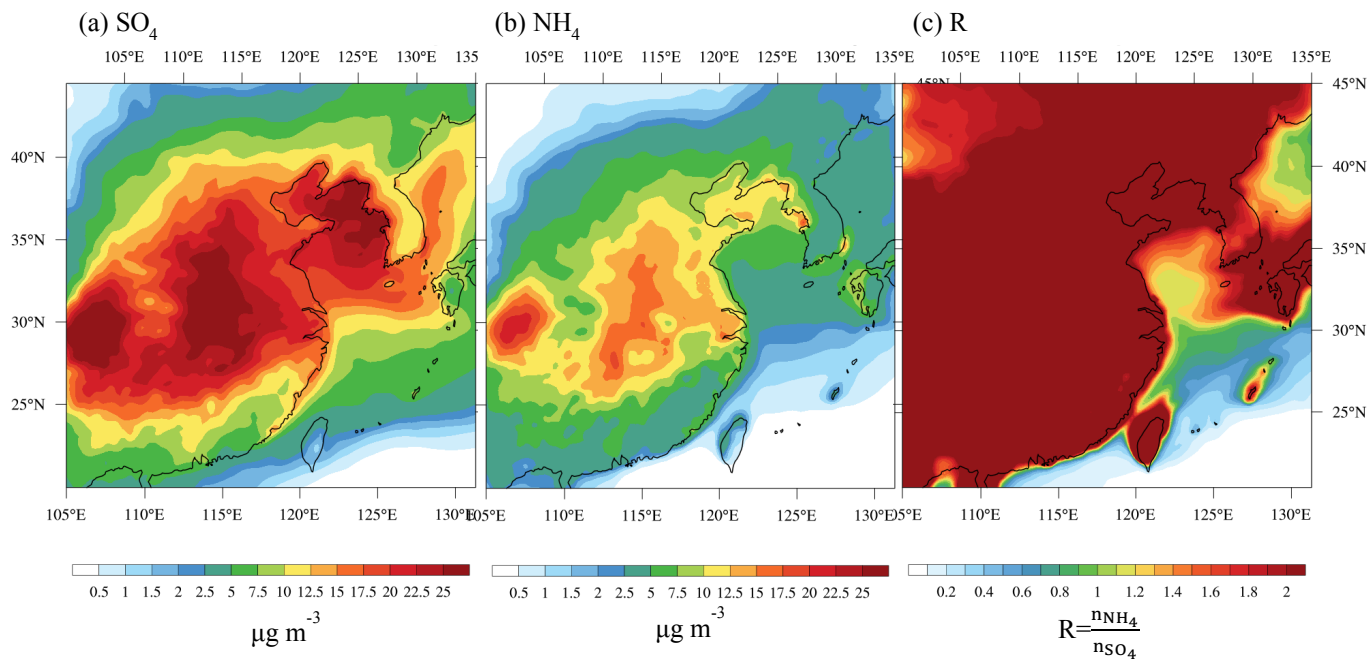 (a) SO₄ (b) NH₄ (c) R
105°E 110°E 115°E 120°E 125°E 130°E 135°E 105°E 110°E 115°E 120°E 125°E 130°E 135°E 105°E 110°E 115°E 120°E 125°E 130°E 135°E
45°N 45°N
40°N 40°N
35°N 35°N
30°N 30°N
25°N 25°N
105°E 110°E 115°E 120°E 125°E 130°E 105°E 110°E 115°E 120°E 125°E 130°E 05°E 110°E 115°E 120°E 125°E 130°E
0.5 1 1.5 2 2.5 5 7.5 10 12.5 15 17.5 20 22.5 25 0.5 1 1.5 2 2.5 5 7.5 10 12.5 15 17.5 20 22.5 25 0.2 0.4 0.6 0.8 1 1.2 1.4 1.6 1.8 2
μg m⁻³ μg m⁻³ R=n_NH₄/n_SO₄